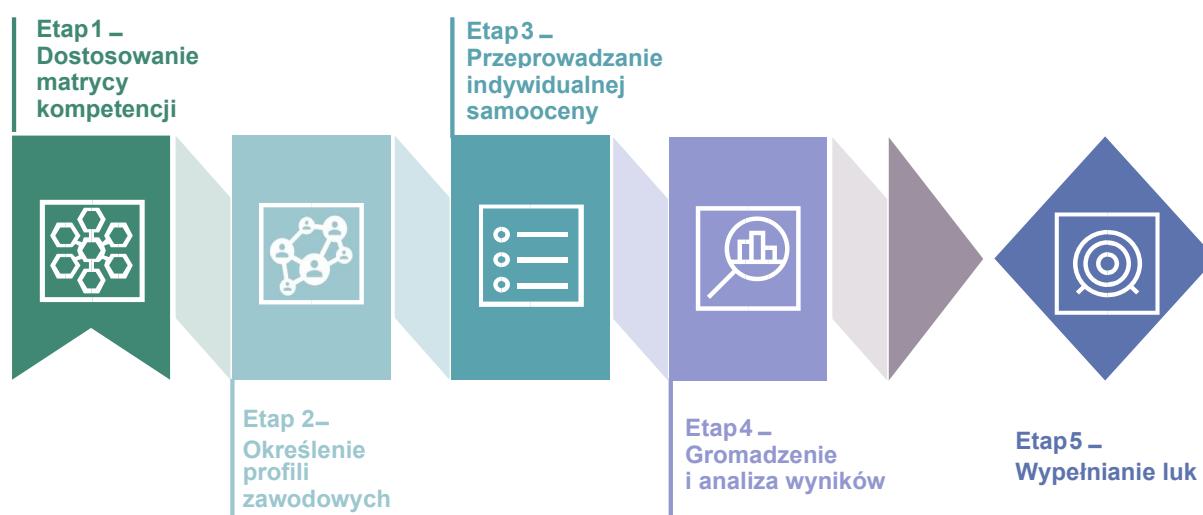 Etap 1 –
Dostosowanie
matrycy
kompetencji
Etap 2–
Określenie
profili
zawodowych
Etap 3 –
Przeprowadzanie
indywidualnej
samooceny
Etap 4 –
Gromadzenie
i analiza wyników
Etap 5 –
Wypełnianie luk